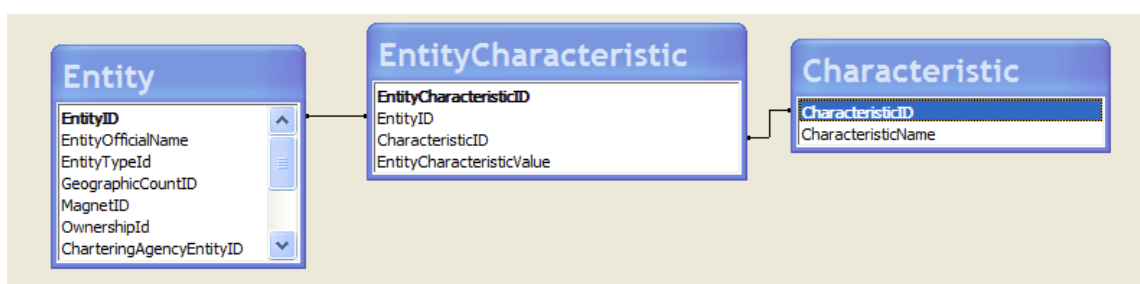 Entity
EntityID
EntityOfficialName
EntityTypeId
GeographicCountID
MagnetID
OwnershipId
CharteringAgencyEntityID
EntityCharacteristic
EntityCharacteristicID
EntityID
CharacteristicID
EntityCharacteristicValue
Characteristic
CharacteristicID
CharacteristicName